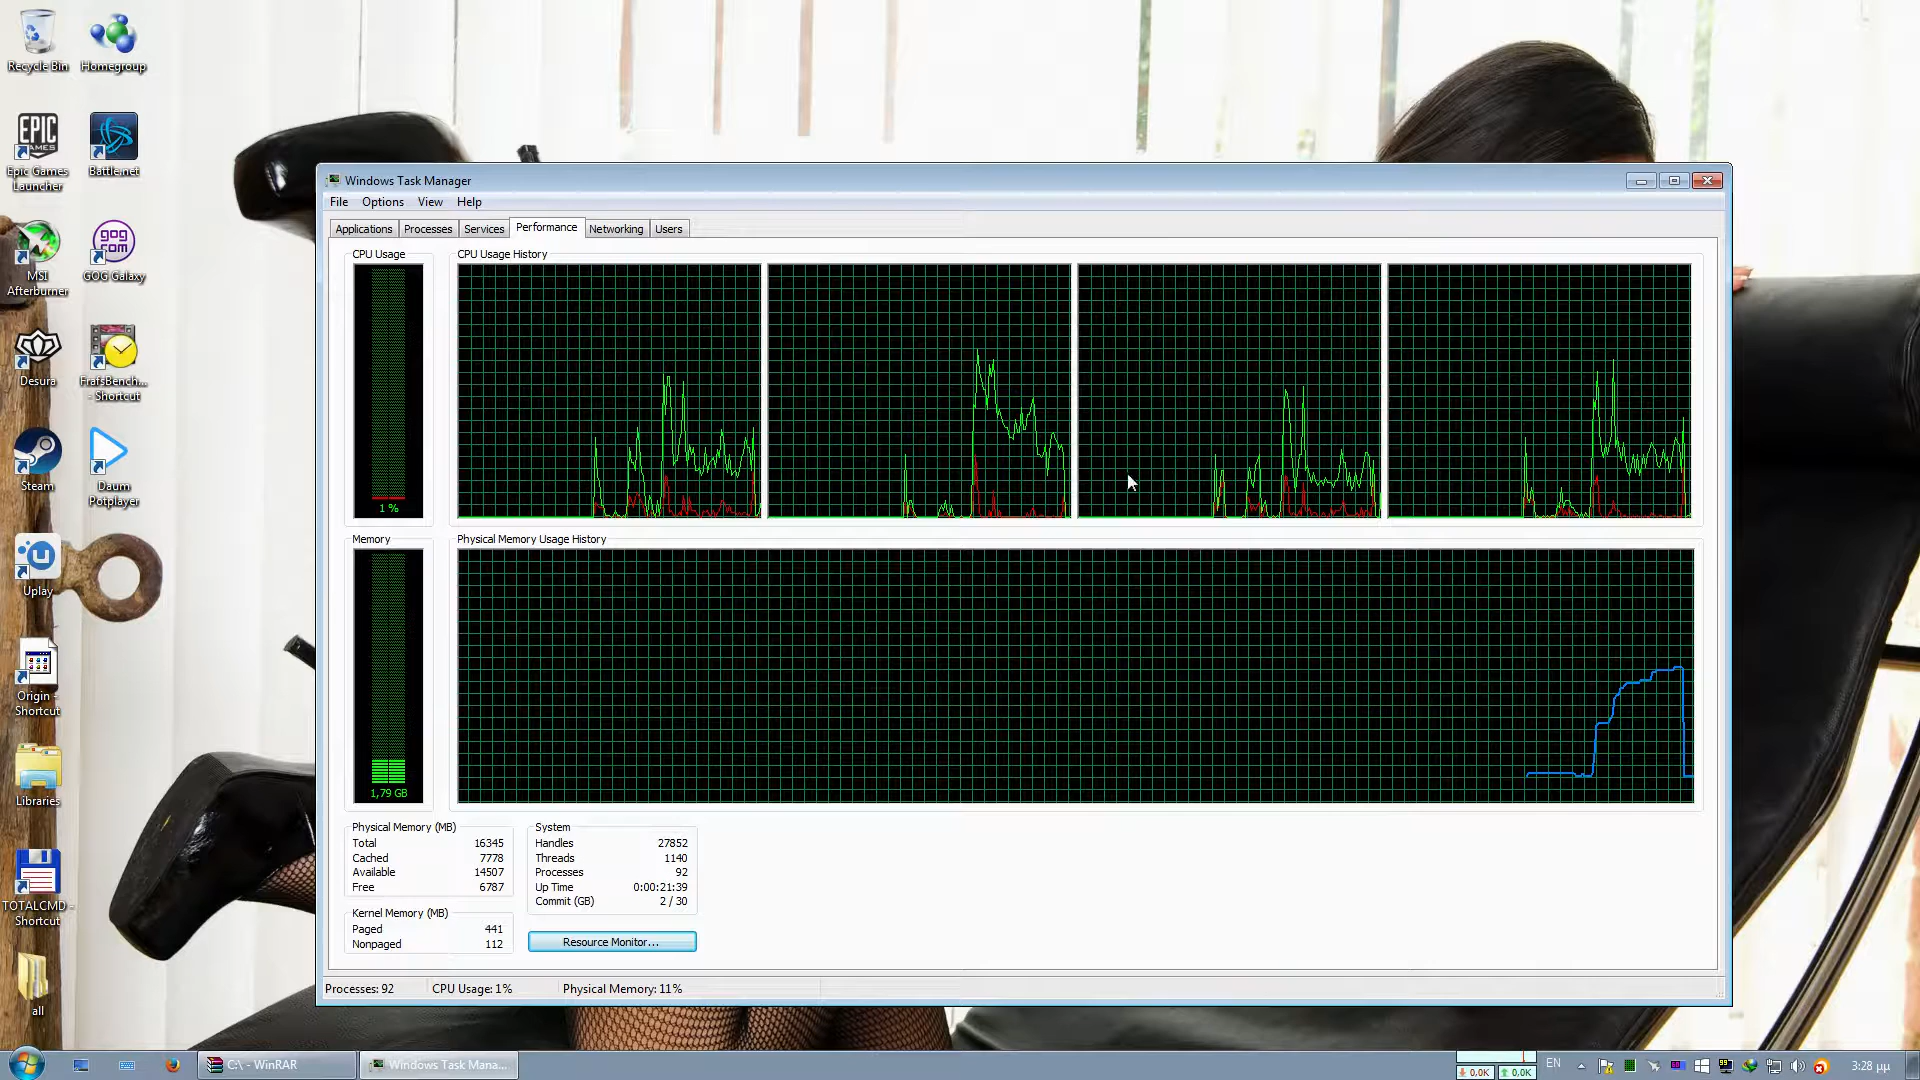 Recycle Bin
Homegroup
EPIC
GAMES
Epic Games
Launcher
Battle.net
MSI
Afterburner
gog
com
GOG Galaxy
Desura
FrafsBench...
- Shortcut
Steam
Daum
Potplayer
Uplay
Origin -
Shortcut
Libraries
TOTALCMD -
Shortcut
all
Windows Task Manager
File Options View Help
Applications Processes Services Performance Networking Users
CPU Usage
CPU Usage History
1 %
Memory
Physical Memory Usage History
1,79 GB
Physical Memory (MB)
Total 16345
Cached 7778
Available 14507
Free 6787
Kernel Memory (MB)
Paged 441
Nonpaged 112
System
Handles 27852
Threads 1140
Processes 92
Up Time 0:00:21:39
Commit (GB) 2 / 30
Resource Monitor...
Processes: 92 CPU Usage: 1% Physical Memory: 11%
C:\ - WinRAR
Windows Task Mana...
0,0K 0,0K
EN
3:28 μμ